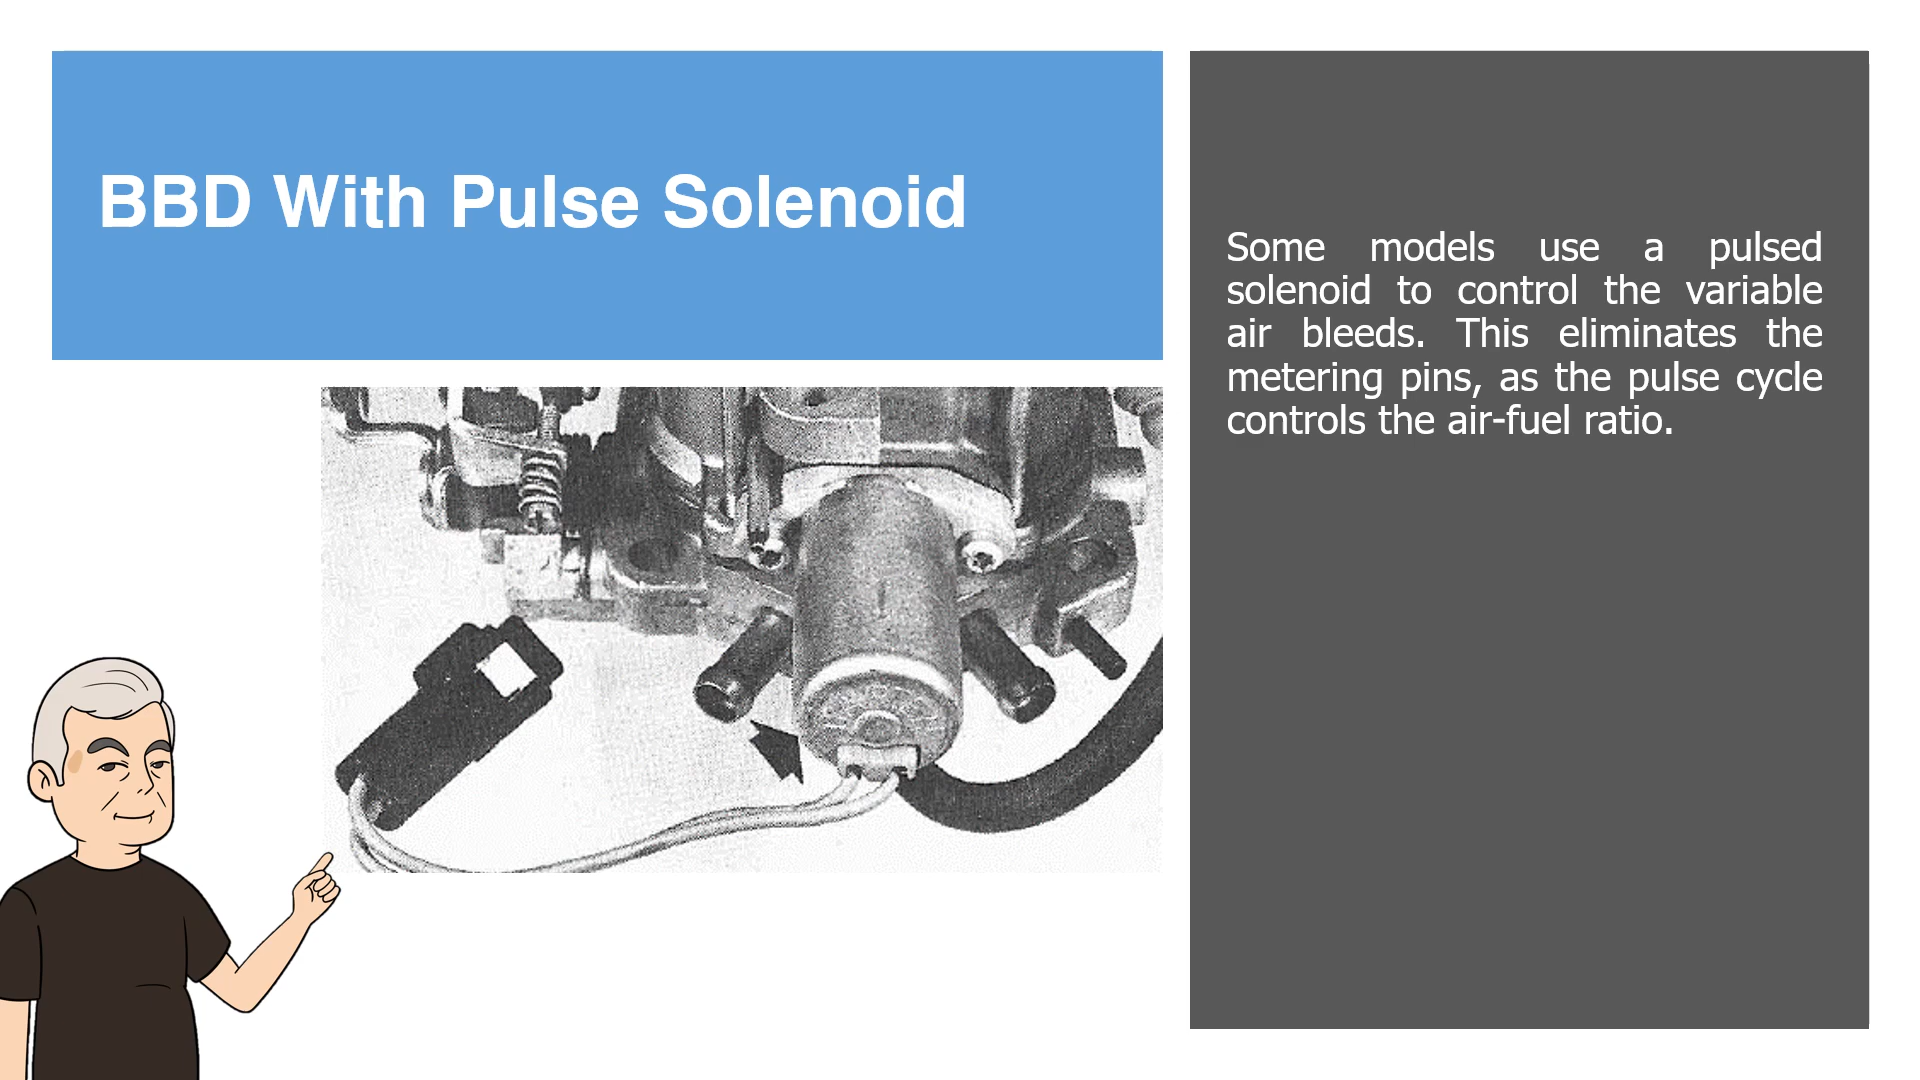 BBD With Pulse Solenoid
Some models use a pulsed
solenoid to control the variable
air bleeds. This eliminates the
metering pins, as the pulse cycle
controls the air-fuel ratio.